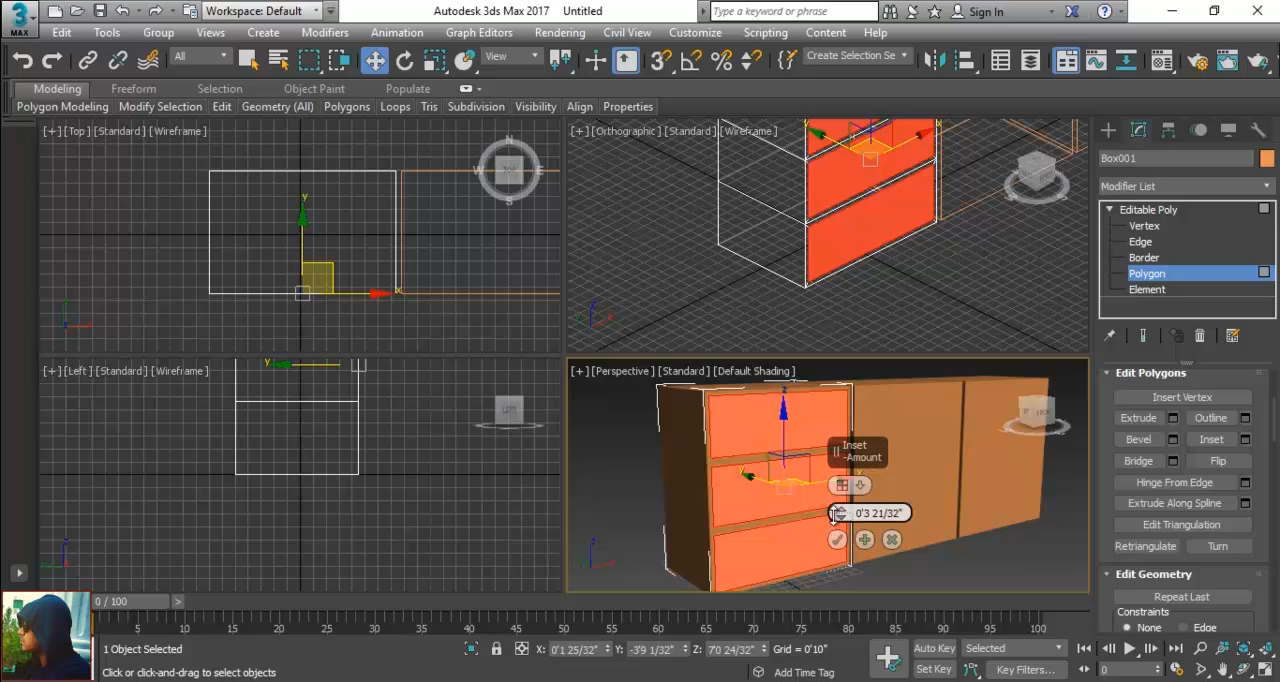 3
MAX
Workspace: Default
Autodesk 3ds Max 2017
Untitled
Type a keyword or phrase
Sign In
Edit Tools Group Views Create Modifiers Animation Graph Editors Rendering Civil View Customize Scripting Content Help
All
View
Create Selection Se
Modeling Freeform Selection Object Paint Populate
Polygon Modeling Modify Selection Edit Geometry (All) Polygons Loops Tris Subdivision Visibility Align Properties
[+] [Top] [Standard] [Wireframe]
[+] [Orthographic] [Standard] [Wireframe]
N
W TOP E
S
y
x
Box001
Modifier List
Editable Poly
Vertex
Edge
Border
Polygon
Element
[+] [Left] [Standard] [Wireframe]
y
LEFT
[+] [Perspective] [Standard] [Default Shading]
z
Inset
-Amount
0'3 21/32"
Edit Polygons
Insert Vertex
Extrude Outline
Bevel Inset
Bridge Flip
Hinge From Edge
Extrude Along Spline
Edit Triangulation
Retriangulate Turn
Edit Geometry
Repeat Last
Constraints
None Edge
0 / 100
5 10 15 20 25 30 35 40 45 50 55 60 65 70 75 80 85 90 95 100
1 Object Selected
X: 0'1 25/32" Y: -3'9 1/32" Z: 7'0 24/32" Grid = 0'10"
Auto Key Selected
Click or click-and-drag to select objects
Add Time Tag
Set Key Key Filters...
0